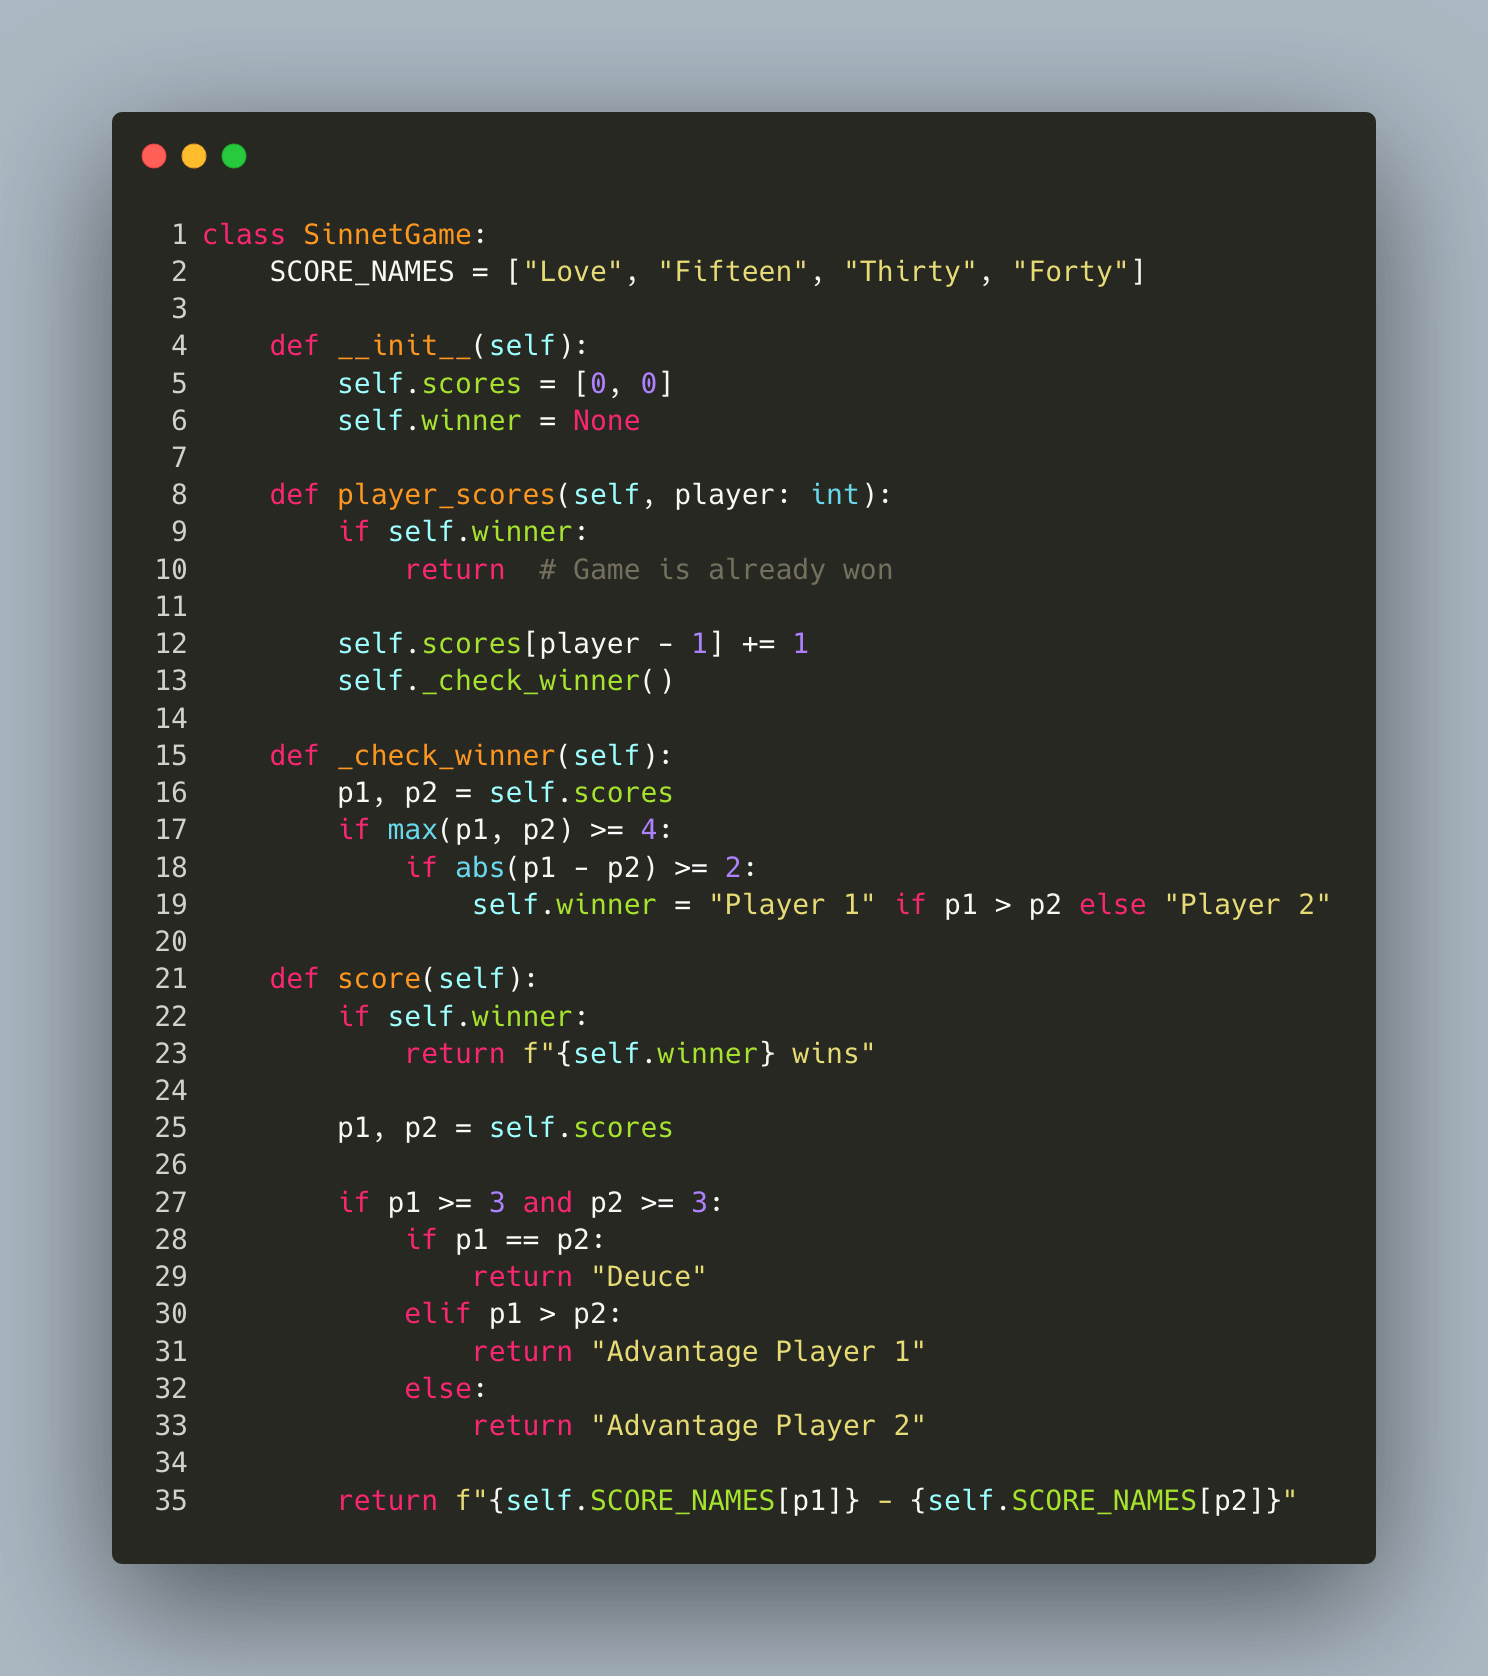 1 class SinnetGame:
2     SCORE_NAMES = ["Love", "Fifteen", "Thirty", "Forty"]
3
4     def __init__(self):
5         self.scores = [0, 0]
6         self.winner = None
7
8     def player_scores(self, player: int):
9         if self.winner:
10             return  # Game is already won
11
12         self.scores[player - 1] += 1
13         self._check_winner()
14
15     def _check_winner(self):
16         p1, p2 = self.scores
17         if max(p1, p2) >= 4:
18             if abs(p1 - p2) >= 2:
19                 self.winner = "Player 1" if p1 > p2 else "Player 2"
20
21     def score(self):
22         if self.winner:
23             return f"{self.winner} wins"
24
25         p1, p2 = self.scores
26
27         if p1 >= 3 and p2 >= 3:
28             if p1 == p2:
29                 return "Deuce"
30             elif p1 > p2:
31                 return "Advantage Player 1"
32             else:
33                 return "Advantage Player 2"
34
35         return f"{self.SCORE_NAMES[p1]} - {self.SCORE_NAMES[p2]}"